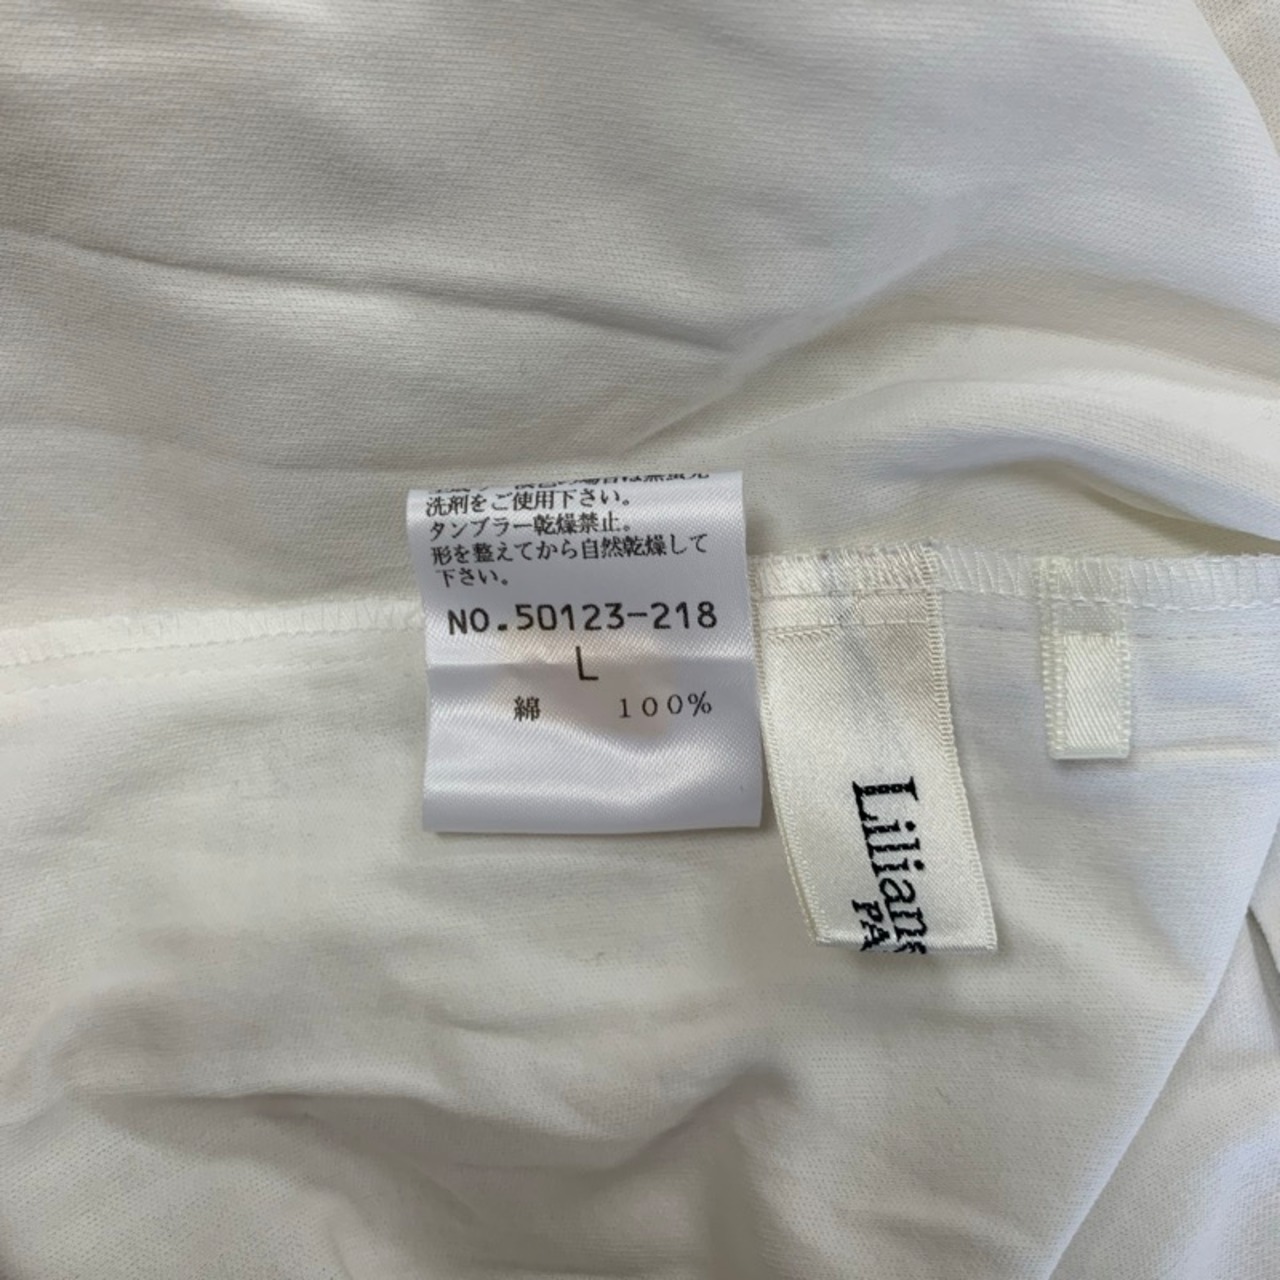 洗剤をご使用下さい。
タンブラー乾燥禁止。
形を整えてから自然乾燥して
下さい。
NO.50123-218
L
綿 100%
Lilian
PA